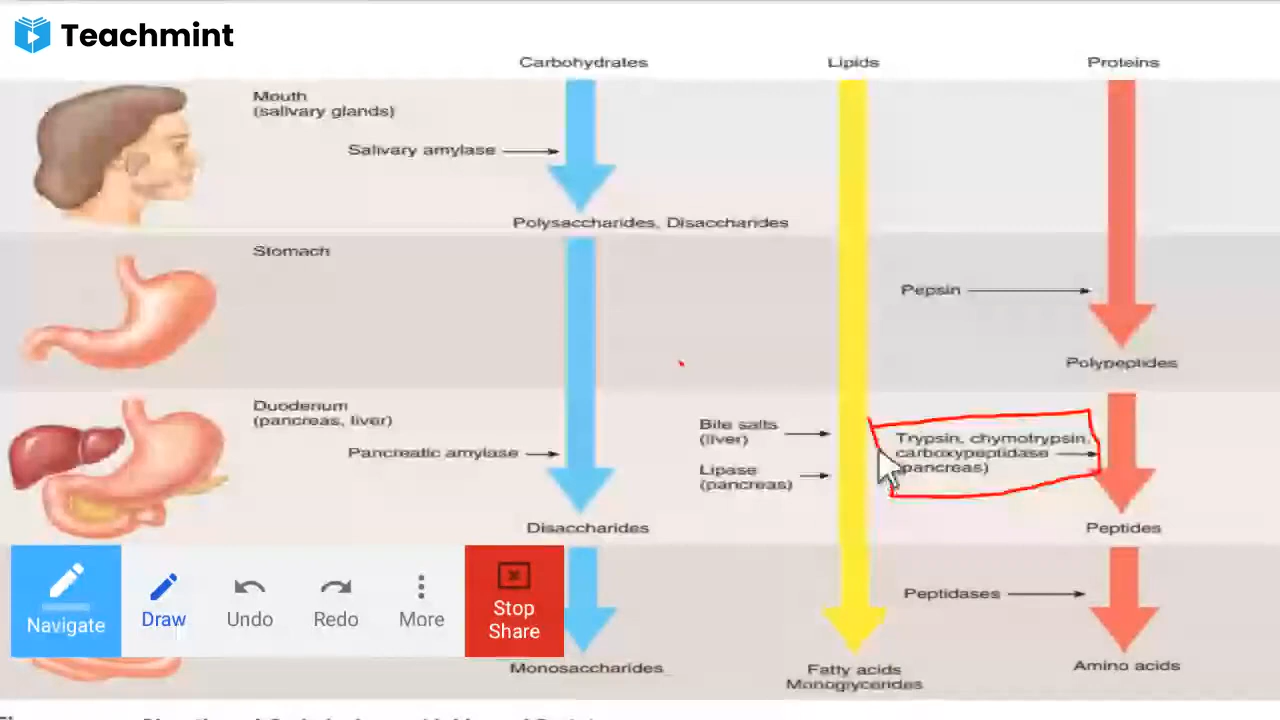 Teachmint
Carbohydrates
Lipids
Proteins
Mouth
(salivary glands)
Salivary amylase
Polysaccharides, Disaccharides
Stomach
Pepsin
Polypeptides
Duodenum
(pancreas, liver)
Pancreatic amylase
Bile salts
(liver)
Lipase
(pancreas)
Trypsin, chymotrypsin,
carboxypeptidase
(pancreas)
Disaccharides
Peptides
Peptidases
Navigate
Draw
Undo
Redo
More
Stop
Share
Monosaccharides
Fatty acids
Monoglycerides
Amino acids